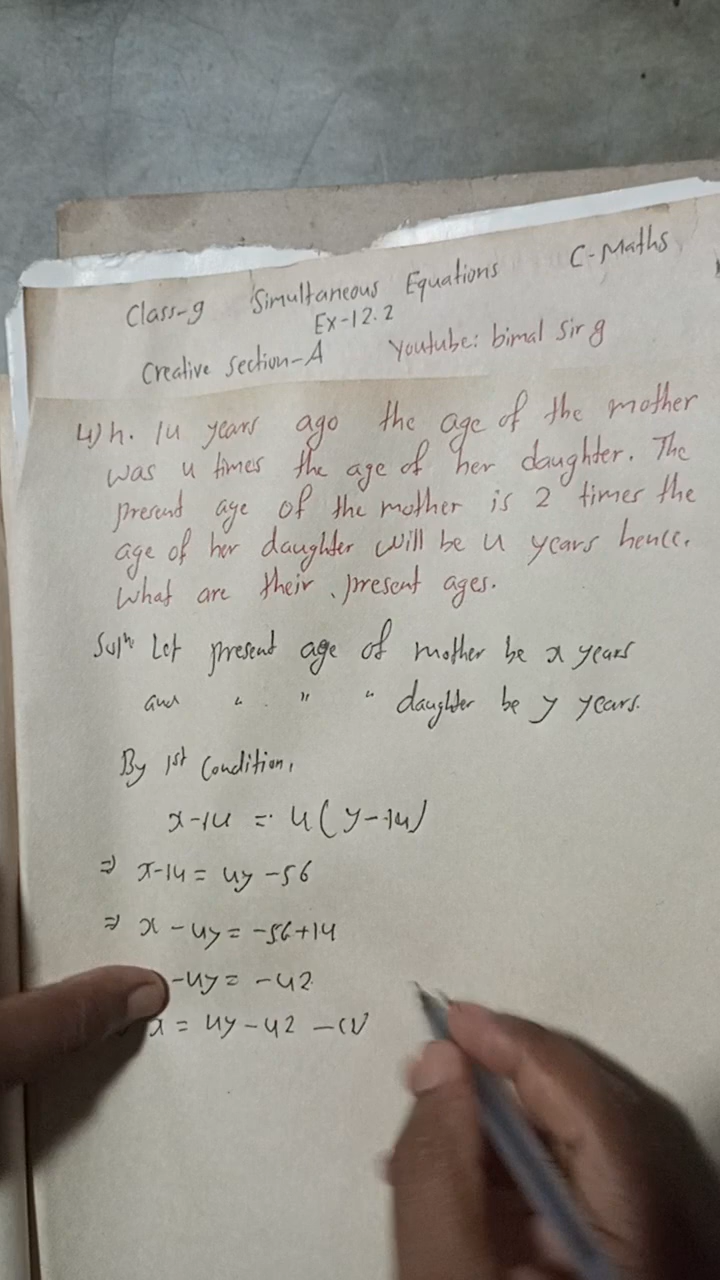 Class-9 Simultaneous Equations C-Maths
Ex-12.2
Creative Section-A Youtube: bimal Sir g
4)h. 14 years ago the age of the mother
was 4 times the age of her daughter. The
present age of the mother is 2 times the
age of her daughter will be 4 years hence.
What are their present ages.
Solⁿ Let present age of mother be x years
and " " " daughter be y years.
By 1st Condition,
x-14 = 4(y-14)
⇒ x-14 = 4y -56
⇒ x -4y = -56+14
-4y = -42
x = 4y - 42 -(1)